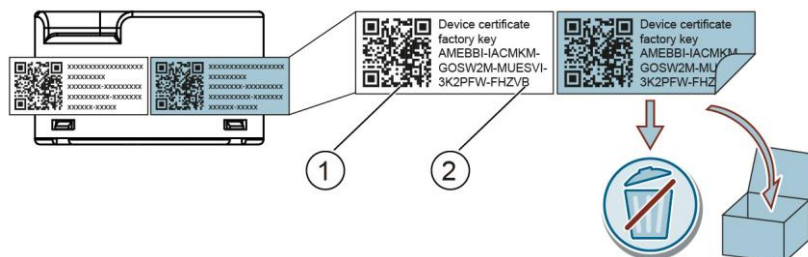 Device certificate
factory key
AMEBBI-IACMKM-
GOSW2M-MUESVI-
3K2PFW-FHZVB
Device certificate
factory key
AMEBBI-IACMKM
GOSW2M-MU
3K2PFW-FHZ
1
2